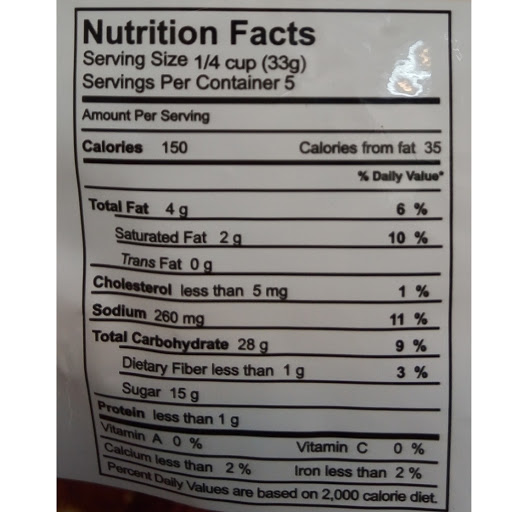 Nutrition Facts
Serving Size 1/4 cup (33g)
Servings Per Container 5
Amount Per Serving
Calories 150 Calories from fat 35
% Daily Value*
Total Fat 4 g 6 %
Saturated Fat 2 g 10 %
Trans Fat 0 g
Cholesterol less than 5 mg 1 %
Sodium 260 mg 11 %
Total Carbohydrate 28 g 9 %
Dietary Fiber less than 1 g 3 %
Sugar 15 g
Protein less than 1 g
Vitamin A 0 % Vitamin C 0 %
Calcium less than 2 % Iron less than 2 %
Percent Daily Values are based on 2,000 calorie diet.